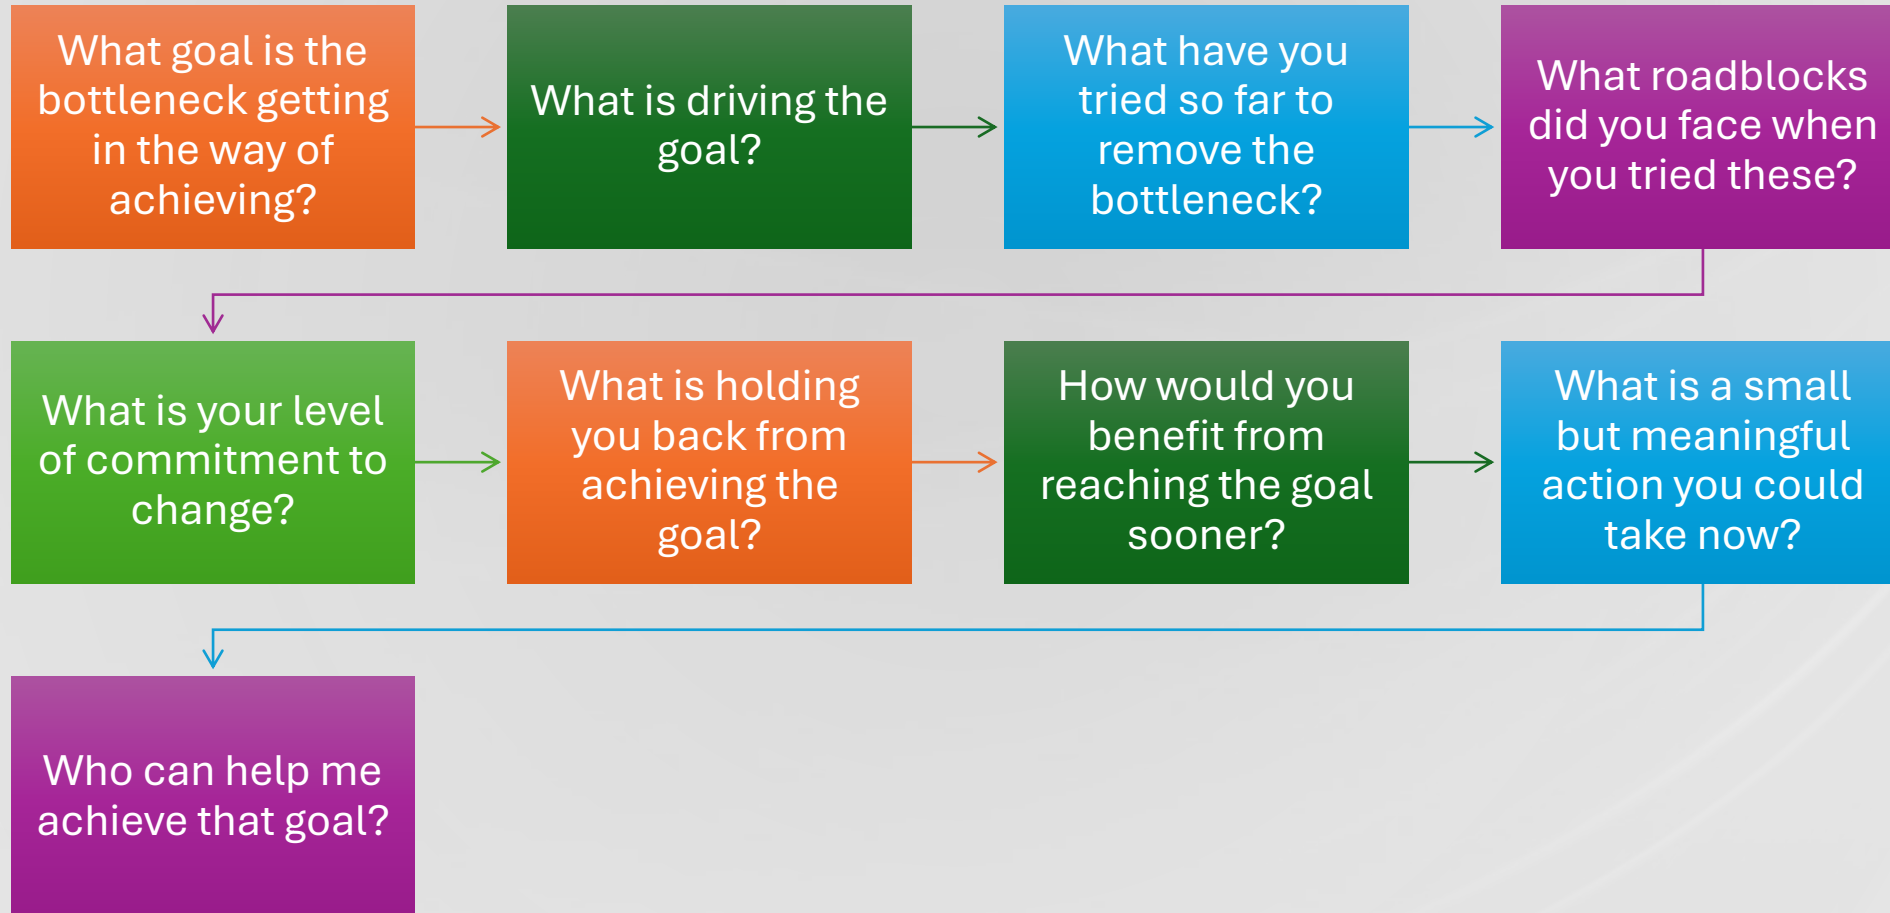 What goal is the
bottleneck getting
in the way of
achieving?
What is driving the
goal?
What have you
tried so far to
remove the
bottleneck?
What roadblocks
did you face when
you tried these?
What is your level
of commitment to
change?
What is holding
you back from
achieving the
goal?
How would you
benefit from
reaching the goal
sooner?
What is a small
but meaningful
action you could
take now?
Who can help me
achieve that goal?